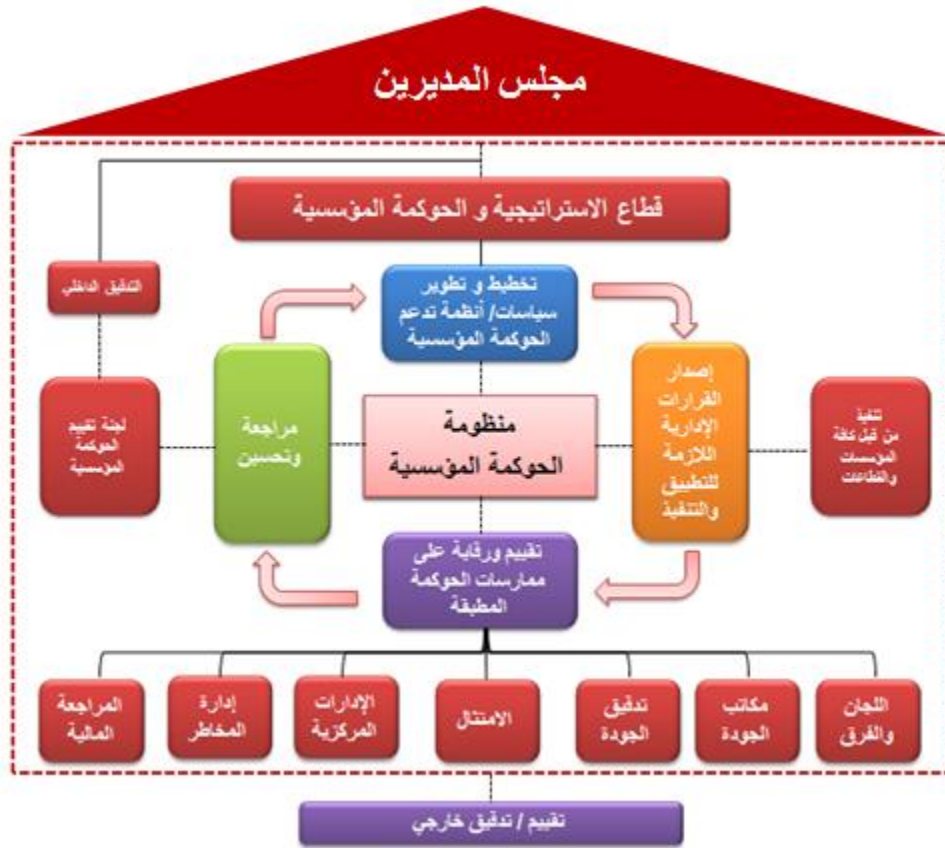 مجلس المديرين
قطاع الاستراتيجية و الحوكمة المؤسسية
التدقيق الداخلي
تخطيط و تطوير
سياسات/ أنظمة تدعم
الحوكمة المؤسسية
إصدار
القرارات
الإدارية
اللازمة
للتطبيق
والتنفيذ
تنفيذ
من قبل كافة
المؤسسات
والقطاعات
منظومة
الحوكمة المؤسسية
مراجعة
وتحسين
لجنة تقييم
الحوكمة
المؤسسية
تقييم ورقابة على
ممارسات الحوكمة
المطبقة
اللجان
والفرق
مكاتب
الجودة
تدقيق
الجودة
الامتثال
الإدارات
المركزية
إدارة
المخاطر
المراجعة
المالية
تقييم / تدقيق خارجي